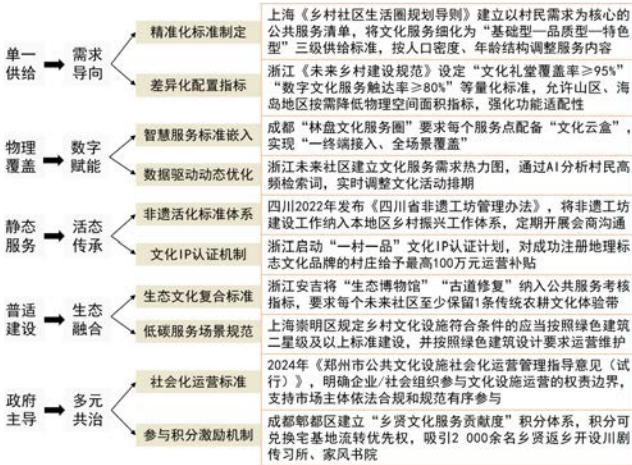 单一
供给
需求
导向
精准化标准制定
上海《乡村社区生活圈规划导则》建立以村民需求为核心的
公共服务清单，将文化服务细化为“基础型—品质型—特色
型”三级供给标准，按人口密度、年龄结构调整服务内容
差异化配置指标
浙江《未来乡村建设规范》设定“文化礼堂覆盖率≥95%”
“数字文化服务触达率≥80%”等量化标准，允许山区、海
岛地区按需降低物理空间面积指标，强化功能适配性
物理
覆盖
数字
赋能
智慧服务标准嵌入
成都“林盘文化服务圈”要求每个服务点配备“文化云盒”，
实现“一终端接入、全场景覆盖”
数据驱动动态优化
浙江未来社区建立文化服务需求热力图，通过AI分析村民高
频检索词，实时调整文化活动排期
静态
服务
活态
传承
非遗活化标准体系
四川2022年发布《四川省非遗工坊管理办法》，将非遗工坊
建设工作纳入本地区乡村振兴工作体系，定期开展会商沟通
文化IP认证机制
浙江启动“一村一品”文化IP认证计划，对成功注册地理标
志文化品牌的村庄给予最高100万元运营补贴
普适
建设
生态
融合
生态文化复合标准
浙江安吉将“生态博物馆”“古道修复”纳入公共服务考核
指标，要求每个未来社区至少保留1条传统农耕文化体验带
低碳服务场景规范
上海崇明区规定乡村文化设施符合条件的应当按照绿色建筑
二星级及以上标准建设，并按照绿色建筑设计要求运营维护
政府
主导
多元
共治
社会化运营标准
2024年《郑州市公共文化设施社会化运营管理指导意见（试
行）》，明确企业/社会组织参与文化设施运营的权责边界，
支持市场主体依法合规和规范有序参与
参与积分激励机制
成都郫都区建立“乡贤文化服务贡献度”积分体系，积分可
兑换宅基地流转优先权，吸引2 000余名乡贤返乡开设川剧
传习所、家风书院